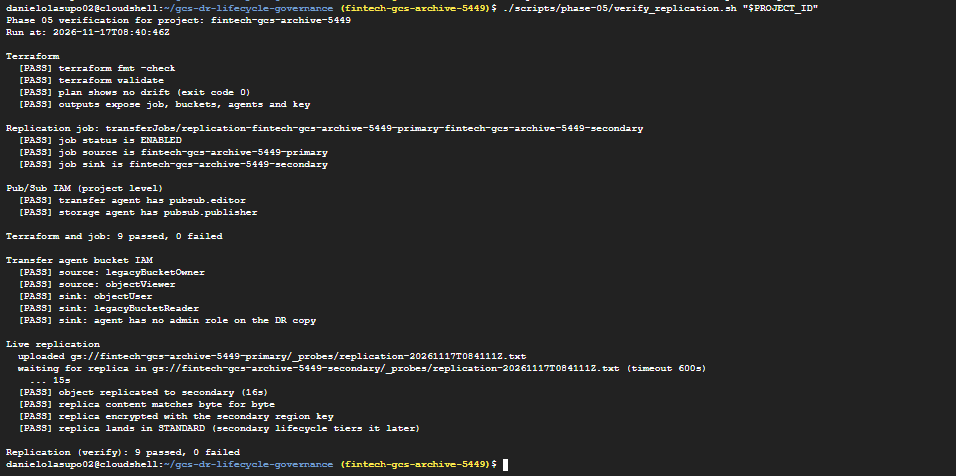 danielolasupo02@cloudshell:~/gcs-dr-lifecycle-governance (fintech-gcs-archive-5449)$ ./scripts/phase-05/verify_replication.sh "$PROJECT_ID"
Phase 05 verification for project: fintech-gcs-archive-5449
Run at: 2026-11-17T08:40:46Z

Terraform
  [PASS] terraform fmt -check
  [PASS] terraform validate
  [PASS] plan shows no drift (exit code 0)
  [PASS] outputs expose job, buckets, agents and key

Replication job: transferJobs/replication-fintech-gcs-archive-5449-primary-fintech-gcs-archive-5449-secondary
  [PASS] job status is ENABLED
  [PASS] job source is fintech-gcs-archive-5449-primary
  [PASS] job sink is fintech-gcs-archive-5449-secondary

Pub/Sub IAM (project level)
  [PASS] transfer agent has pubsub.editor
  [PASS] storage agent has pubsub.publisher

Terraform and job: 9 passed, 0 failed

Transfer agent bucket IAM
  [PASS] source: legacyBucketOwner
  [PASS] source: objectViewer
  [PASS] sink: objectUser
  [PASS] sink: legacyBucketReader
  [PASS] sink: agent has no admin role on the DR copy

Live replication
  uploaded gs://fintech-gcs-archive-5449-primary/_probes/replication-20261117T084111Z.txt
  waiting for replica in gs://fintech-gcs-archive-5449-secondary/_probes/replication-20261117T084111Z.txt (timeout 600s)
    ... 15s
  [PASS] object replicated to secondary (16s)
  [PASS] replica content matches byte for byte
  [PASS] replica encrypted with the secondary region key
  [PASS] replica lands in STANDARD (secondary lifecycle tiers it later)

Replication (verify): 9 passed, 0 failed
danielolasupo02@cloudshell:~/gcs-dr-lifecycle-governance (fintech-gcs-archive-5449)$